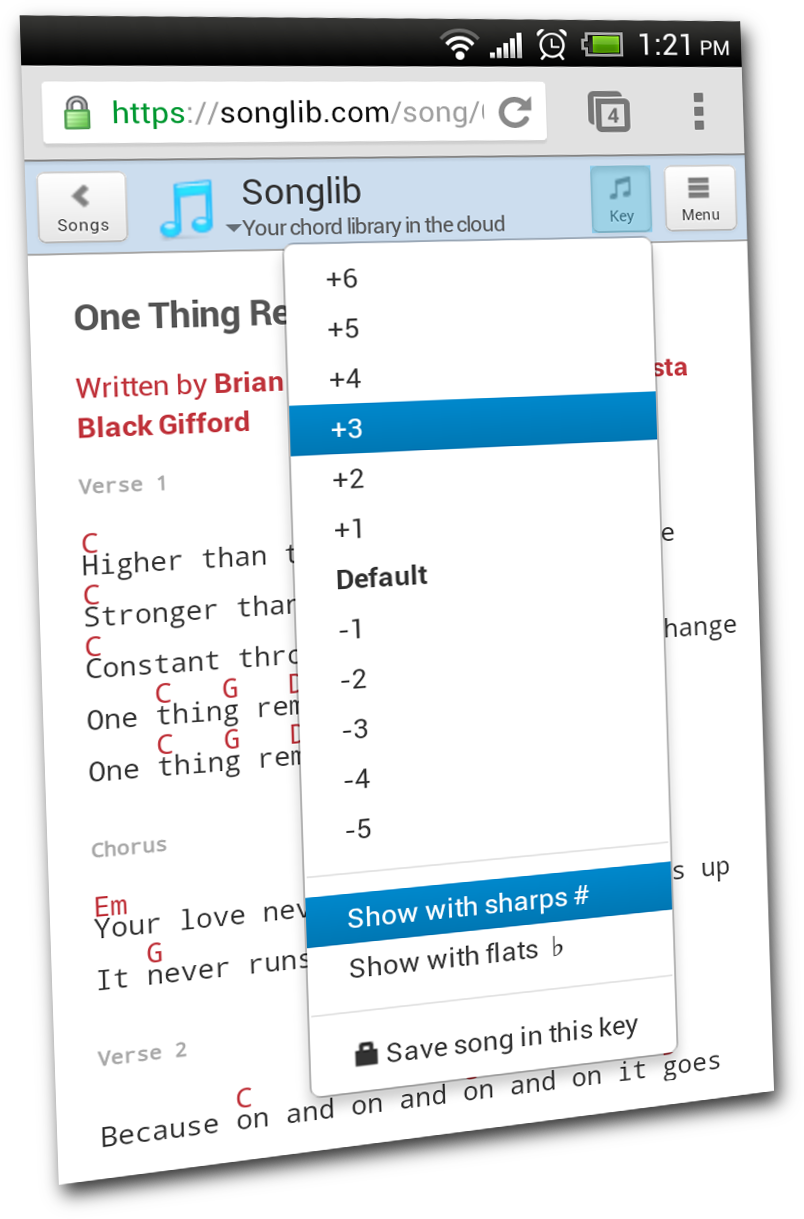 1:21 PM
https://songlib.com/song/
4
Songs
Songlib
Your chord library in the cloud
Key
Menu
One Thing Re
Written by Brian sta
Black Gifford
Verse 1
C
Higher than t e
C
Stronger than
C
Constant thro hange
C G D
One thing rem
C G D
One thing rem
Chorus
Em
Your love nev s up
G
It never runs
Verse 2
C
Because on and on and on and on it goes
+6
+5
+4
+3
+2
+1
Default
-1
-2
-3
-4
-5
Show with sharps #
Show with flats ♭
Save song in this key